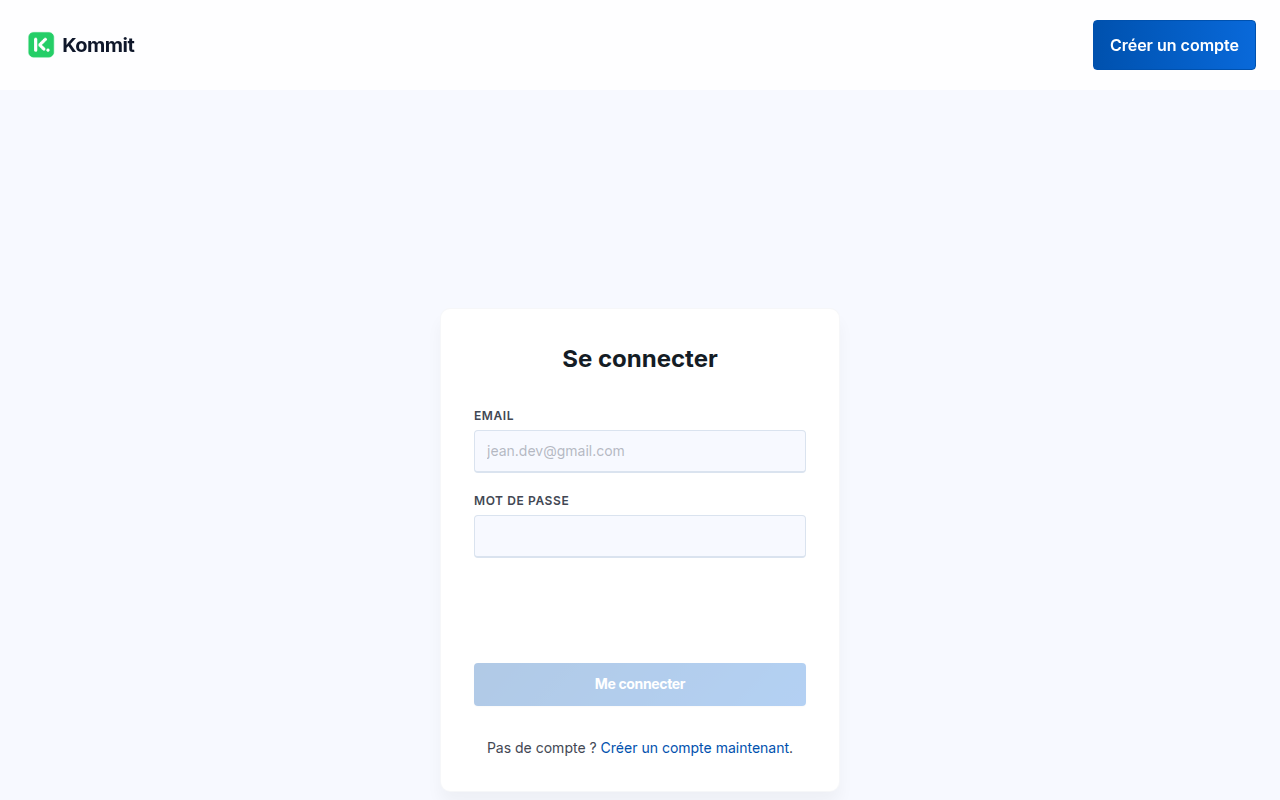 Kommit
Créer un compte
Se connecter
EMAIL
jean.dev@gmail.com
MOT DE PASSE
Me connecter
Pas de compte ? Créer un compte maintenant.